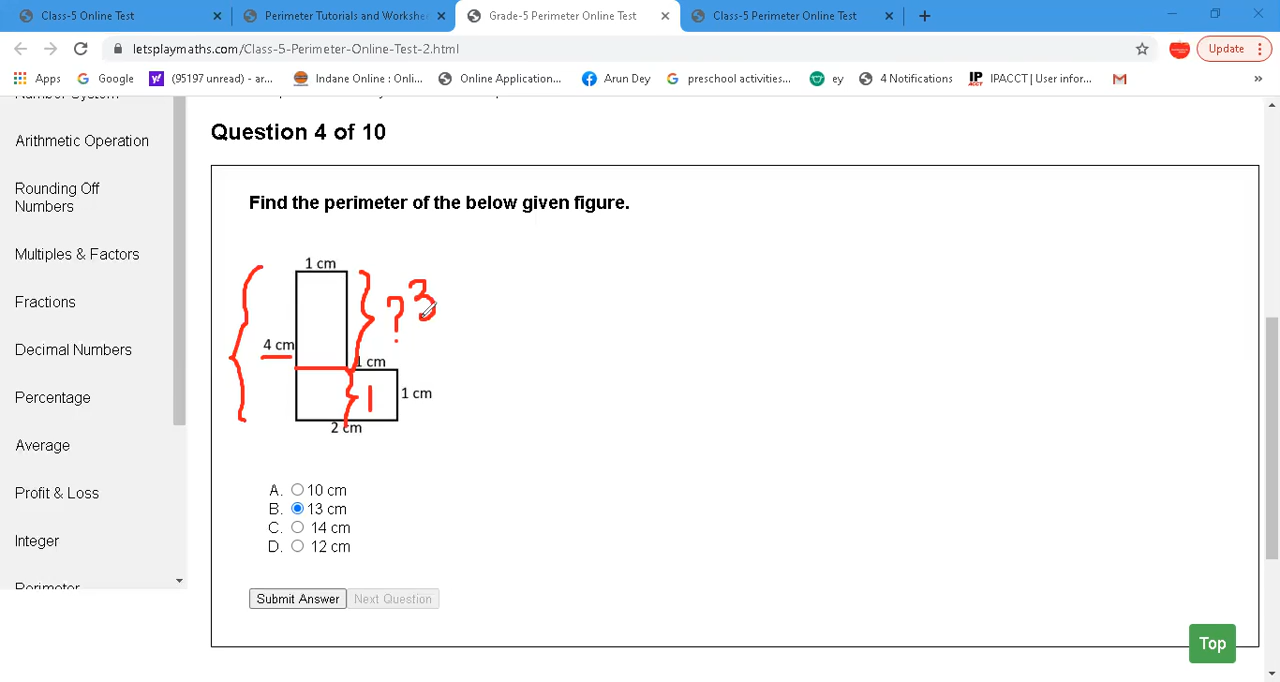 Class-5 Online Test
Perimeter Tutorials and Workshe
Grade-5 Perimeter Online Test
Class-5 Perimeter Online Test
letsplaymaths.com/Class-5-Perimeter-Online-Test-2.html
Update
Apps
Google
(95197 unread) - ar...
Indane Online : Onli...
Online Application...
Arun Dey
preschool activities...
ey
4 Notifications
IPACCT | User infor...
»
Number System
Arithmetic Operation
Rounding Off
Numbers
Multiples & Factors
Fractions
Decimal Numbers
Percentage
Average
Profit & Loss
Integer
Perimeter
Question 4 of 10
Find the perimeter of the below given figure.
1 cm
? 3
4 cm
1 cm
1
1 cm
2 cm
A. 10 cm
B. 13 cm
C. 14 cm
D. 12 cm
Submit Answer
Next Question
Top